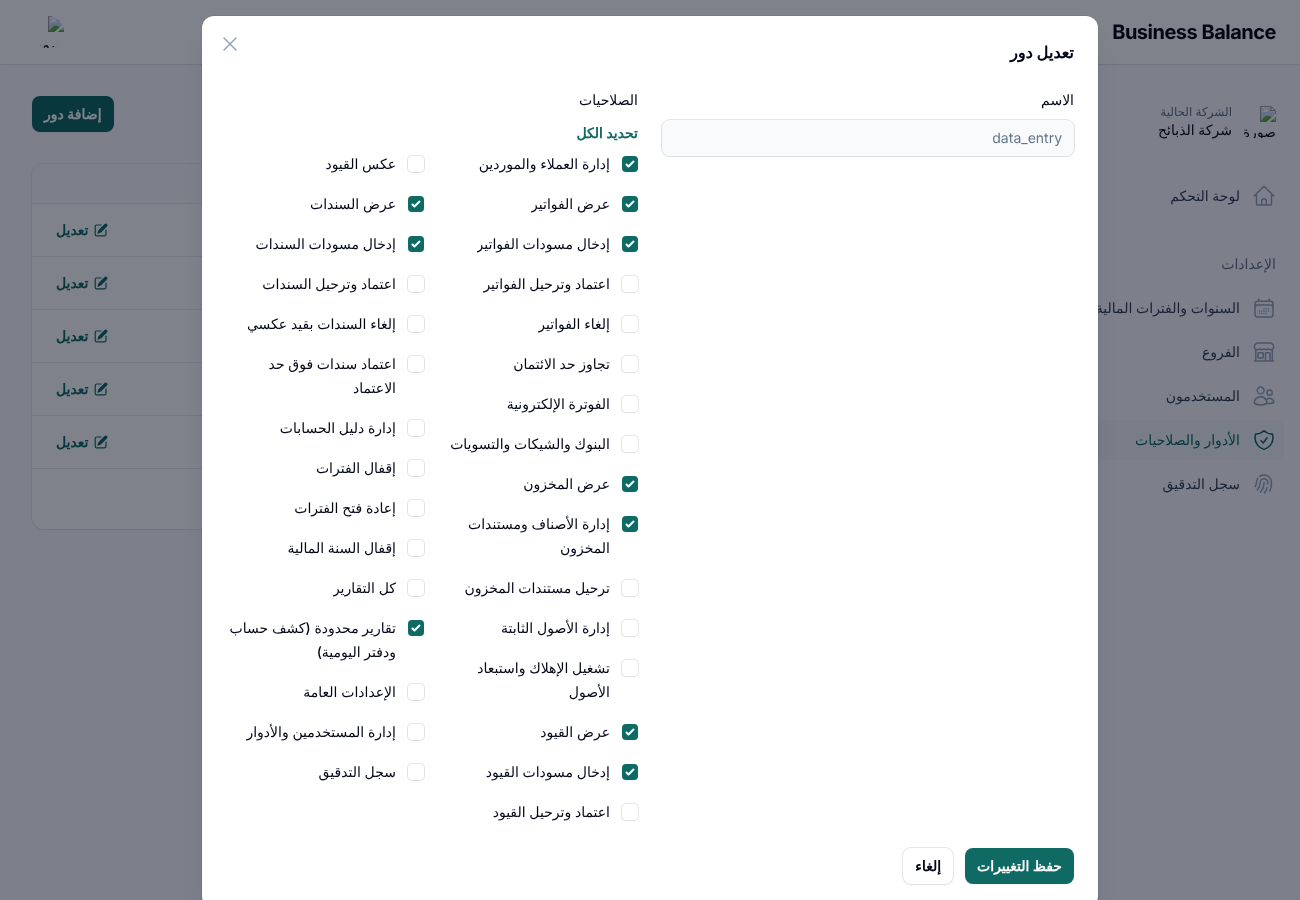 Business Balance
الشركة الحالية
شركة الذبائح
لوحة التحكم
الإعدادات
السنوات والفترات المالية
الفروع
المستخدمون
الأدوار والصلاحيات
سجل التدقيق
إضافة دور
تعديل
تعديل
تعديل
تعديل
تعديل
تعديل دور
الاسم
data_entry
الصلاحيات
تحديد الكل
إدارة العملاء والموردين
عرض الفواتير
إدخال مسودات الفواتير
اعتماد وترحيل الفواتير
إلغاء الفواتير
تجاوز حد الائتمان
الفوترة الإلكترونية
البنوك والشيكات والتسويات
عرض المخزون
إدارة الأصناف ومستندات
المخزون
ترحيل مستندات المخزون
إدارة الأصول الثابتة
تشغيل الإهلاك واستبعاد
الأصول
عرض القيود
إدخال مسودات القيود
اعتماد وترحيل القيود
عكس القيود
عرض السندات
إدخال مسودات السندات
اعتماد وترحيل السندات
إلغاء السندات بقيد عكسي
اعتماد سندات فوق حد
الاعتماد
إدارة دليل الحسابات
إقفال الفترات
إعادة فتح الفترات
إقفال السنة المالية
كل التقارير
تقارير محدودة (كشف حساب
ودفتر اليومية)
الإعدادات العامة
إدارة المستخدمين والأدوار
سجل التدقيق
حفظ التغييرات
إلغاء